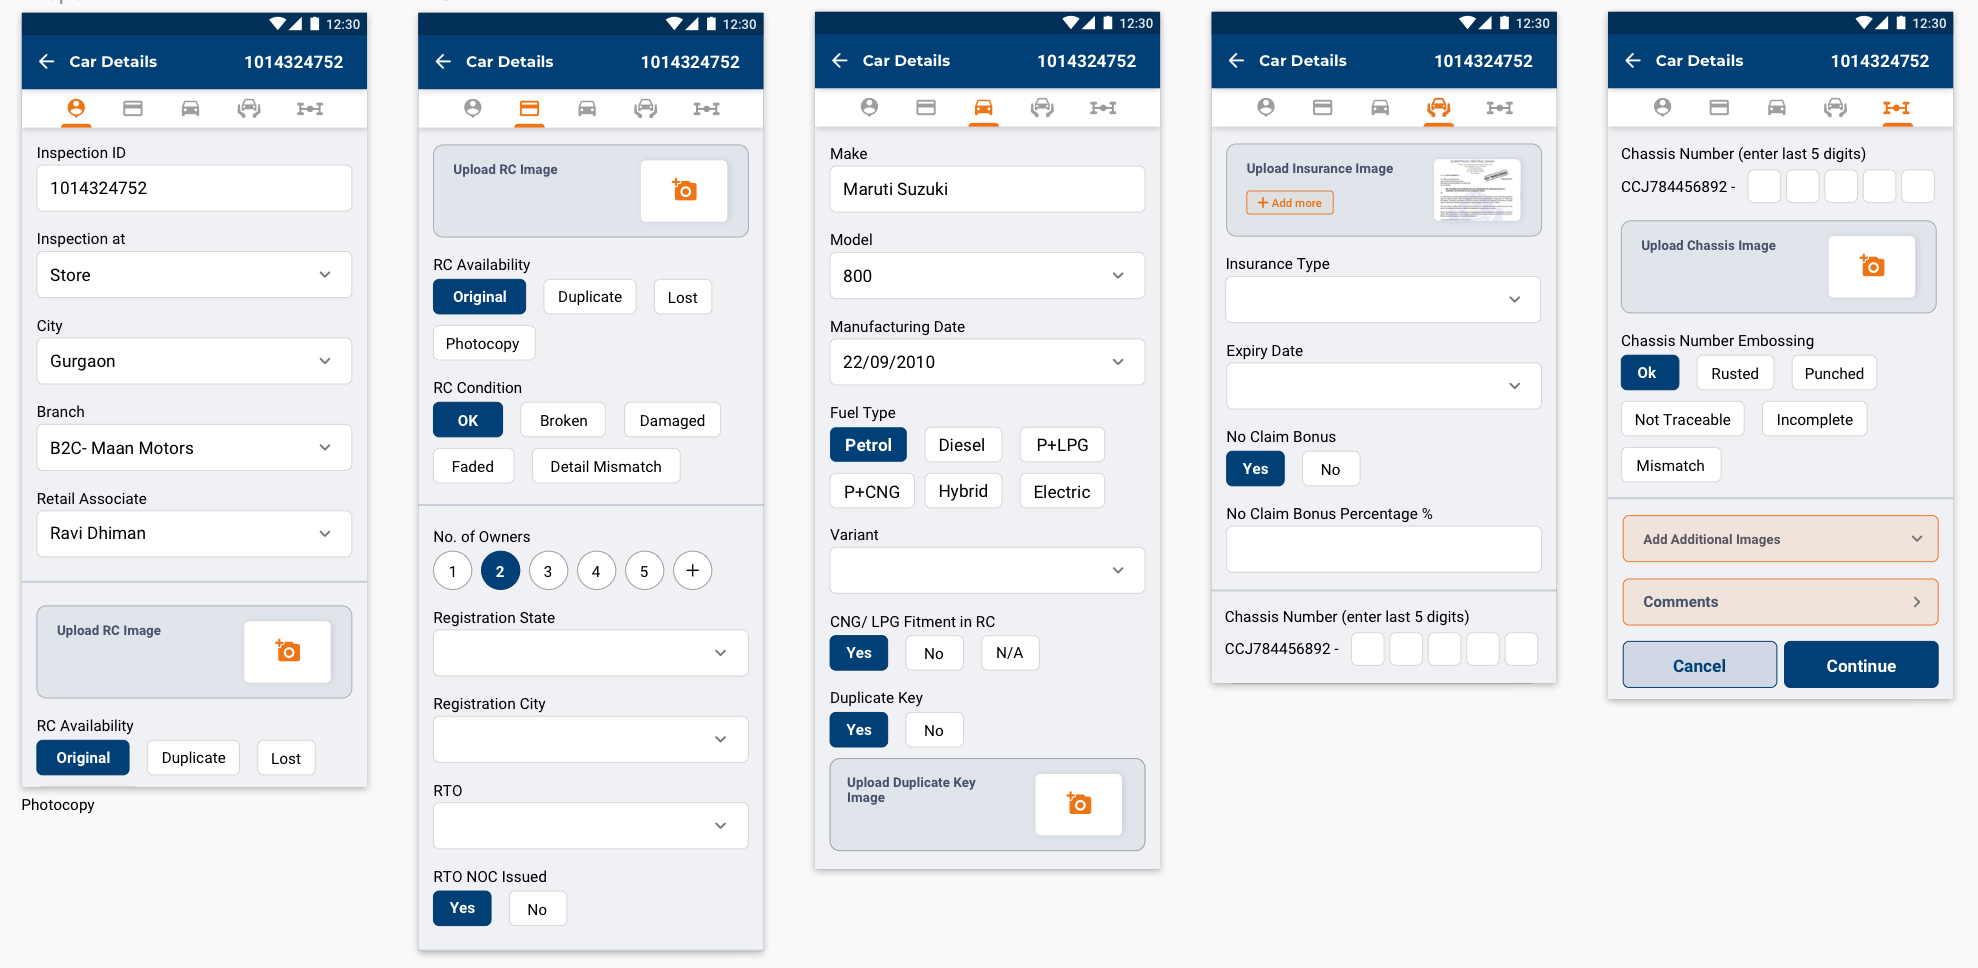 12:30
Car Details 1014324752
Inspection ID
1014324752
Inspection at
Store
City
Gurgaon
Branch
B2C- Maan Motors
Retail Associate
Ravi Dhiman
Upload RC Image
RC Availability
Original Duplicate Lost
Photocopy
12:30
Car Details 1014324752
Upload RC Image
RC Availability
Original Duplicate Lost
Photocopy
RC Condition
OK Broken Damaged
Faded Detail Mismatch
No. of Owners
1 2 3 4 5 +
Registration State
Registration City
RTO
RTO NOC Issued
Yes No
12:30
Car Details 1014324752
Make
Maruti Suzuki
Model
800
Manufacturing Date
22/09/2010
Fuel Type
Petrol Diesel P+LPG
P+CNG Hybrid Electric
Variant
CNG/ LPG Fitment in RC
Yes No N/A
Duplicate Key
Yes No
Upload Duplicate Key
Image
12:30
Car Details 1014324752
Upload Insurance Image
+ Add more
Insurance Type
Expiry Date
No Claim Bonus
Yes No
No Claim Bonus Percentage %
Chassis Number (enter last 5 digits)
CCJ784456892 -
12:30
Car Details 1014324752
Chassis Number (enter last 5 digits)
CCJ784456892 -
Upload Chassis Image
Chassis Number Embossing
Ok Rusted Punched
Not Traceable Incomplete
Mismatch
Add Additional Images
Comments
Cancel Continue